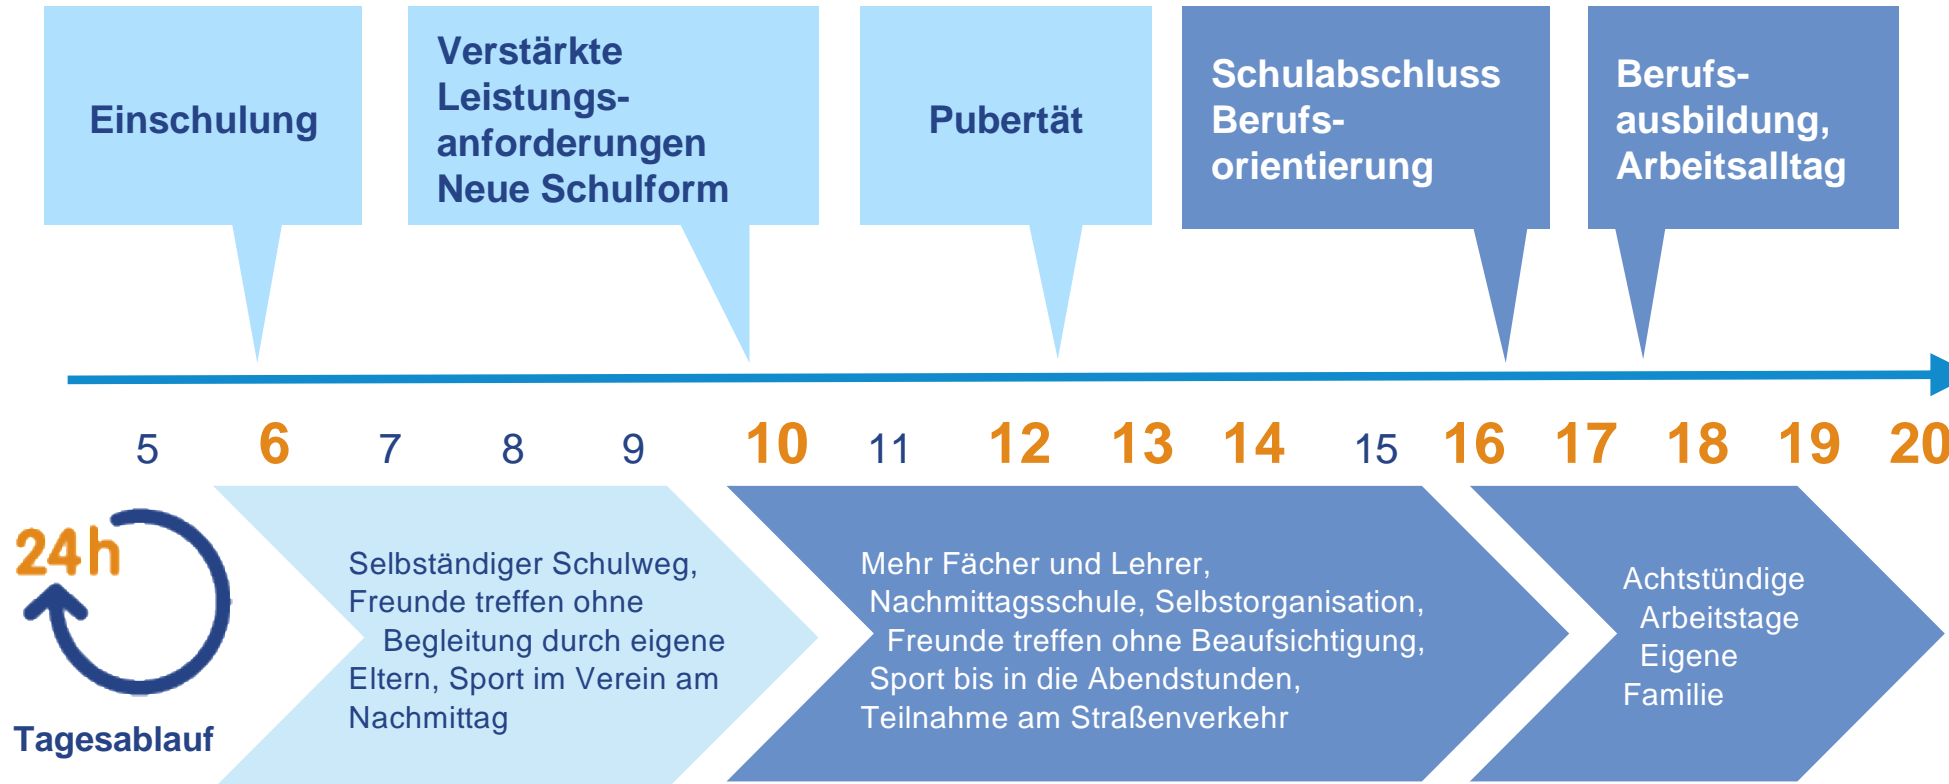 Einschulung
Verstärkte
Leistungs-
anforderungen
Neue Schulform
Pubertät
Schulabschluss
Berufs-
orientierung
Berufs-
ausbildung,
Arbeitsalltag
5 6 7 8 9 10 11 12 13 14 15 16 17 18 19 20
24h
Tagesablauf
Selbständiger Schulweg,
Freunde treffen ohne
Begleitung durch eigene
Eltern, Sport im Verein am
Nachmittag
Mehr Fächer und Lehrer,
Nachmittagsschule, Selbstorganisation,
Freunde treffen ohne Beaufsichtigung,
Sport bis in die Abendstunden,
Teilnahme am Straßenverkehr
Achtstündige
Arbeitstage
Eigene
Familie